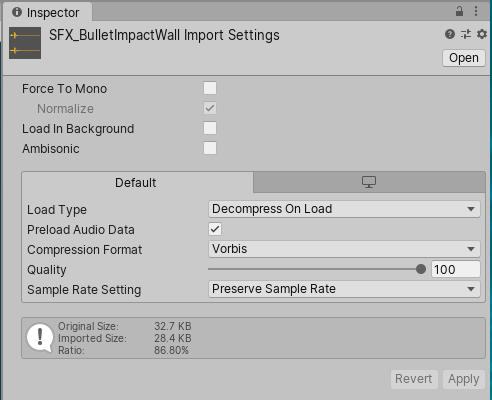 Inspector
SFX_BulletImpactWall Import Settings
Open
Force To Mono
Normalize
Load In Background
Ambisonic
Default
Load Type Decompress On Load
Preload Audio Data
Compression Format Vorbis
Quality 100
Sample Rate Setting Preserve Sample Rate
Original Size: 32.7 KB
Imported Size: 28.4 KB
Ratio: 86.80%
Revert Apply